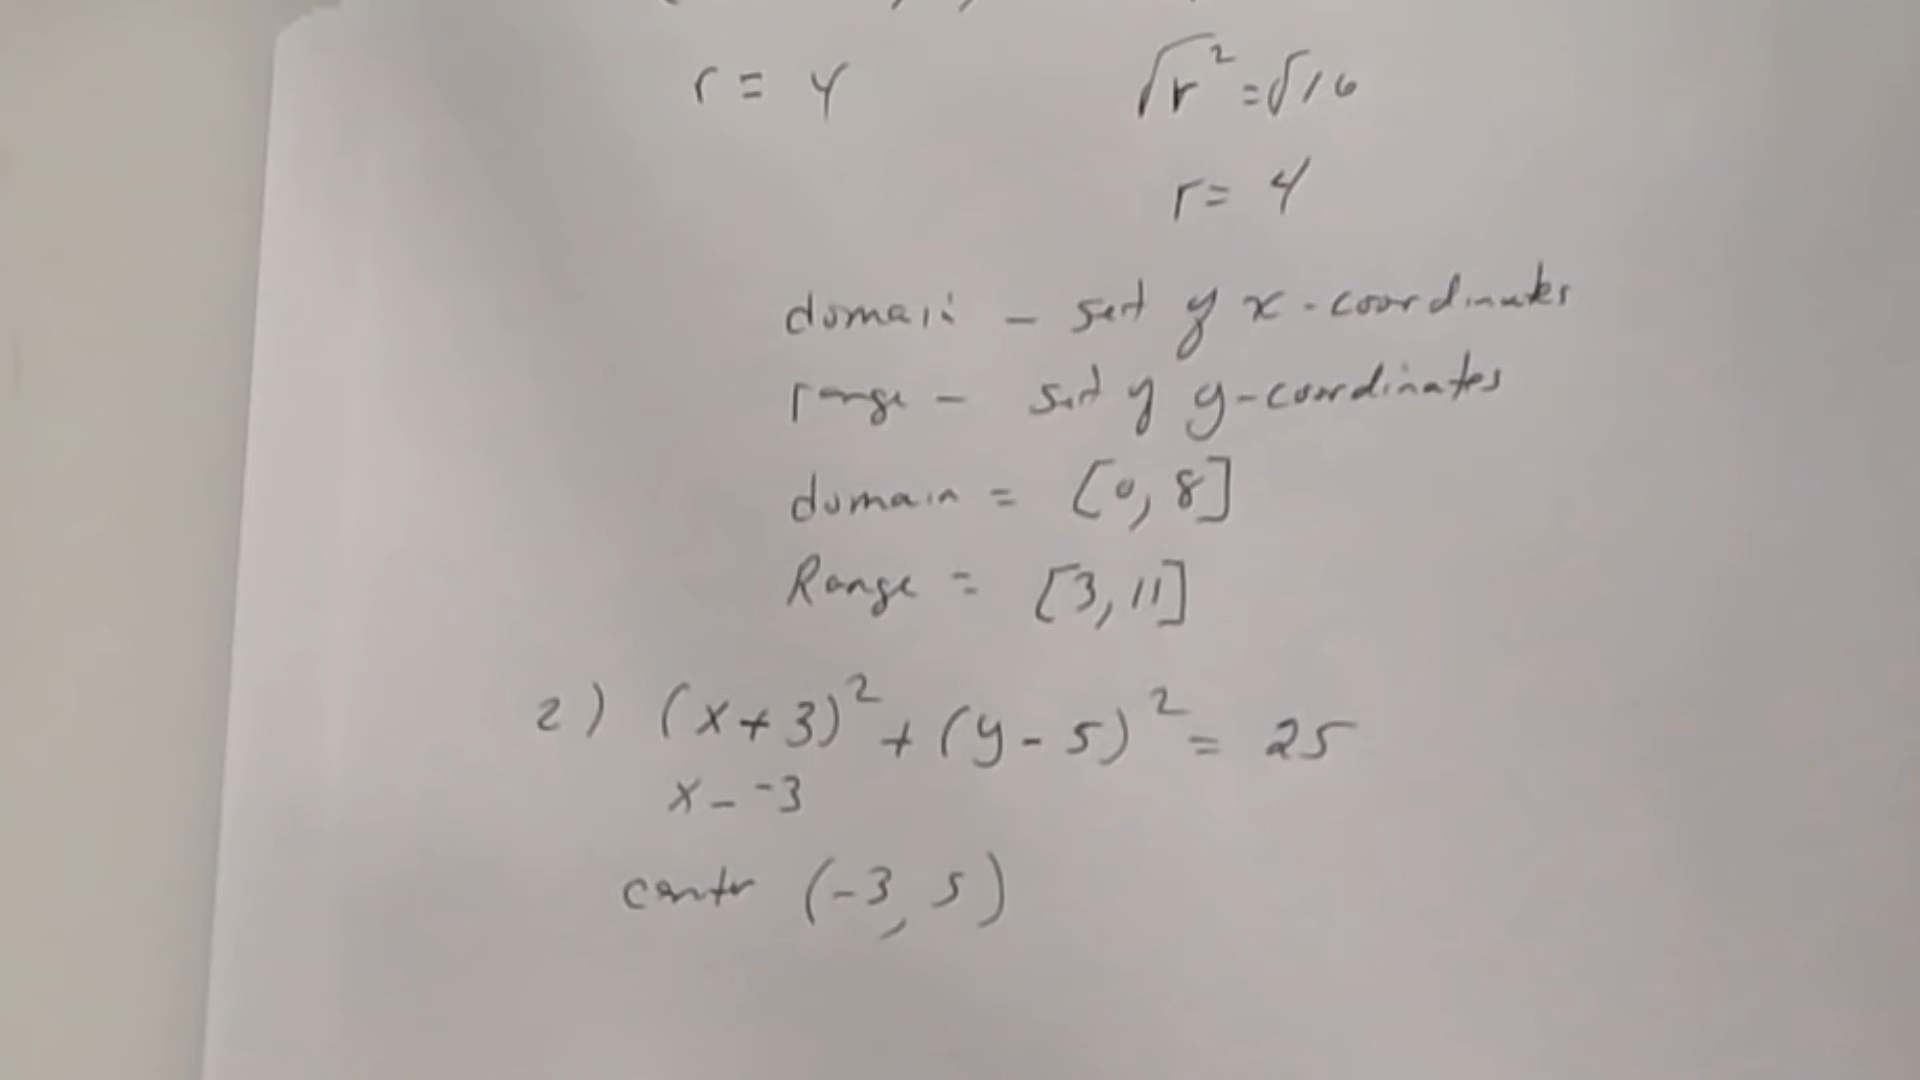 r = 4
√r² = √16
r = 4
domain - set of x-coordinates
range - set of y-coordinates
domain = [0, 8]
Range = [3, 11]
2) (x+3)² + (y-5)² = 25
x - -3
center (-3, 5)